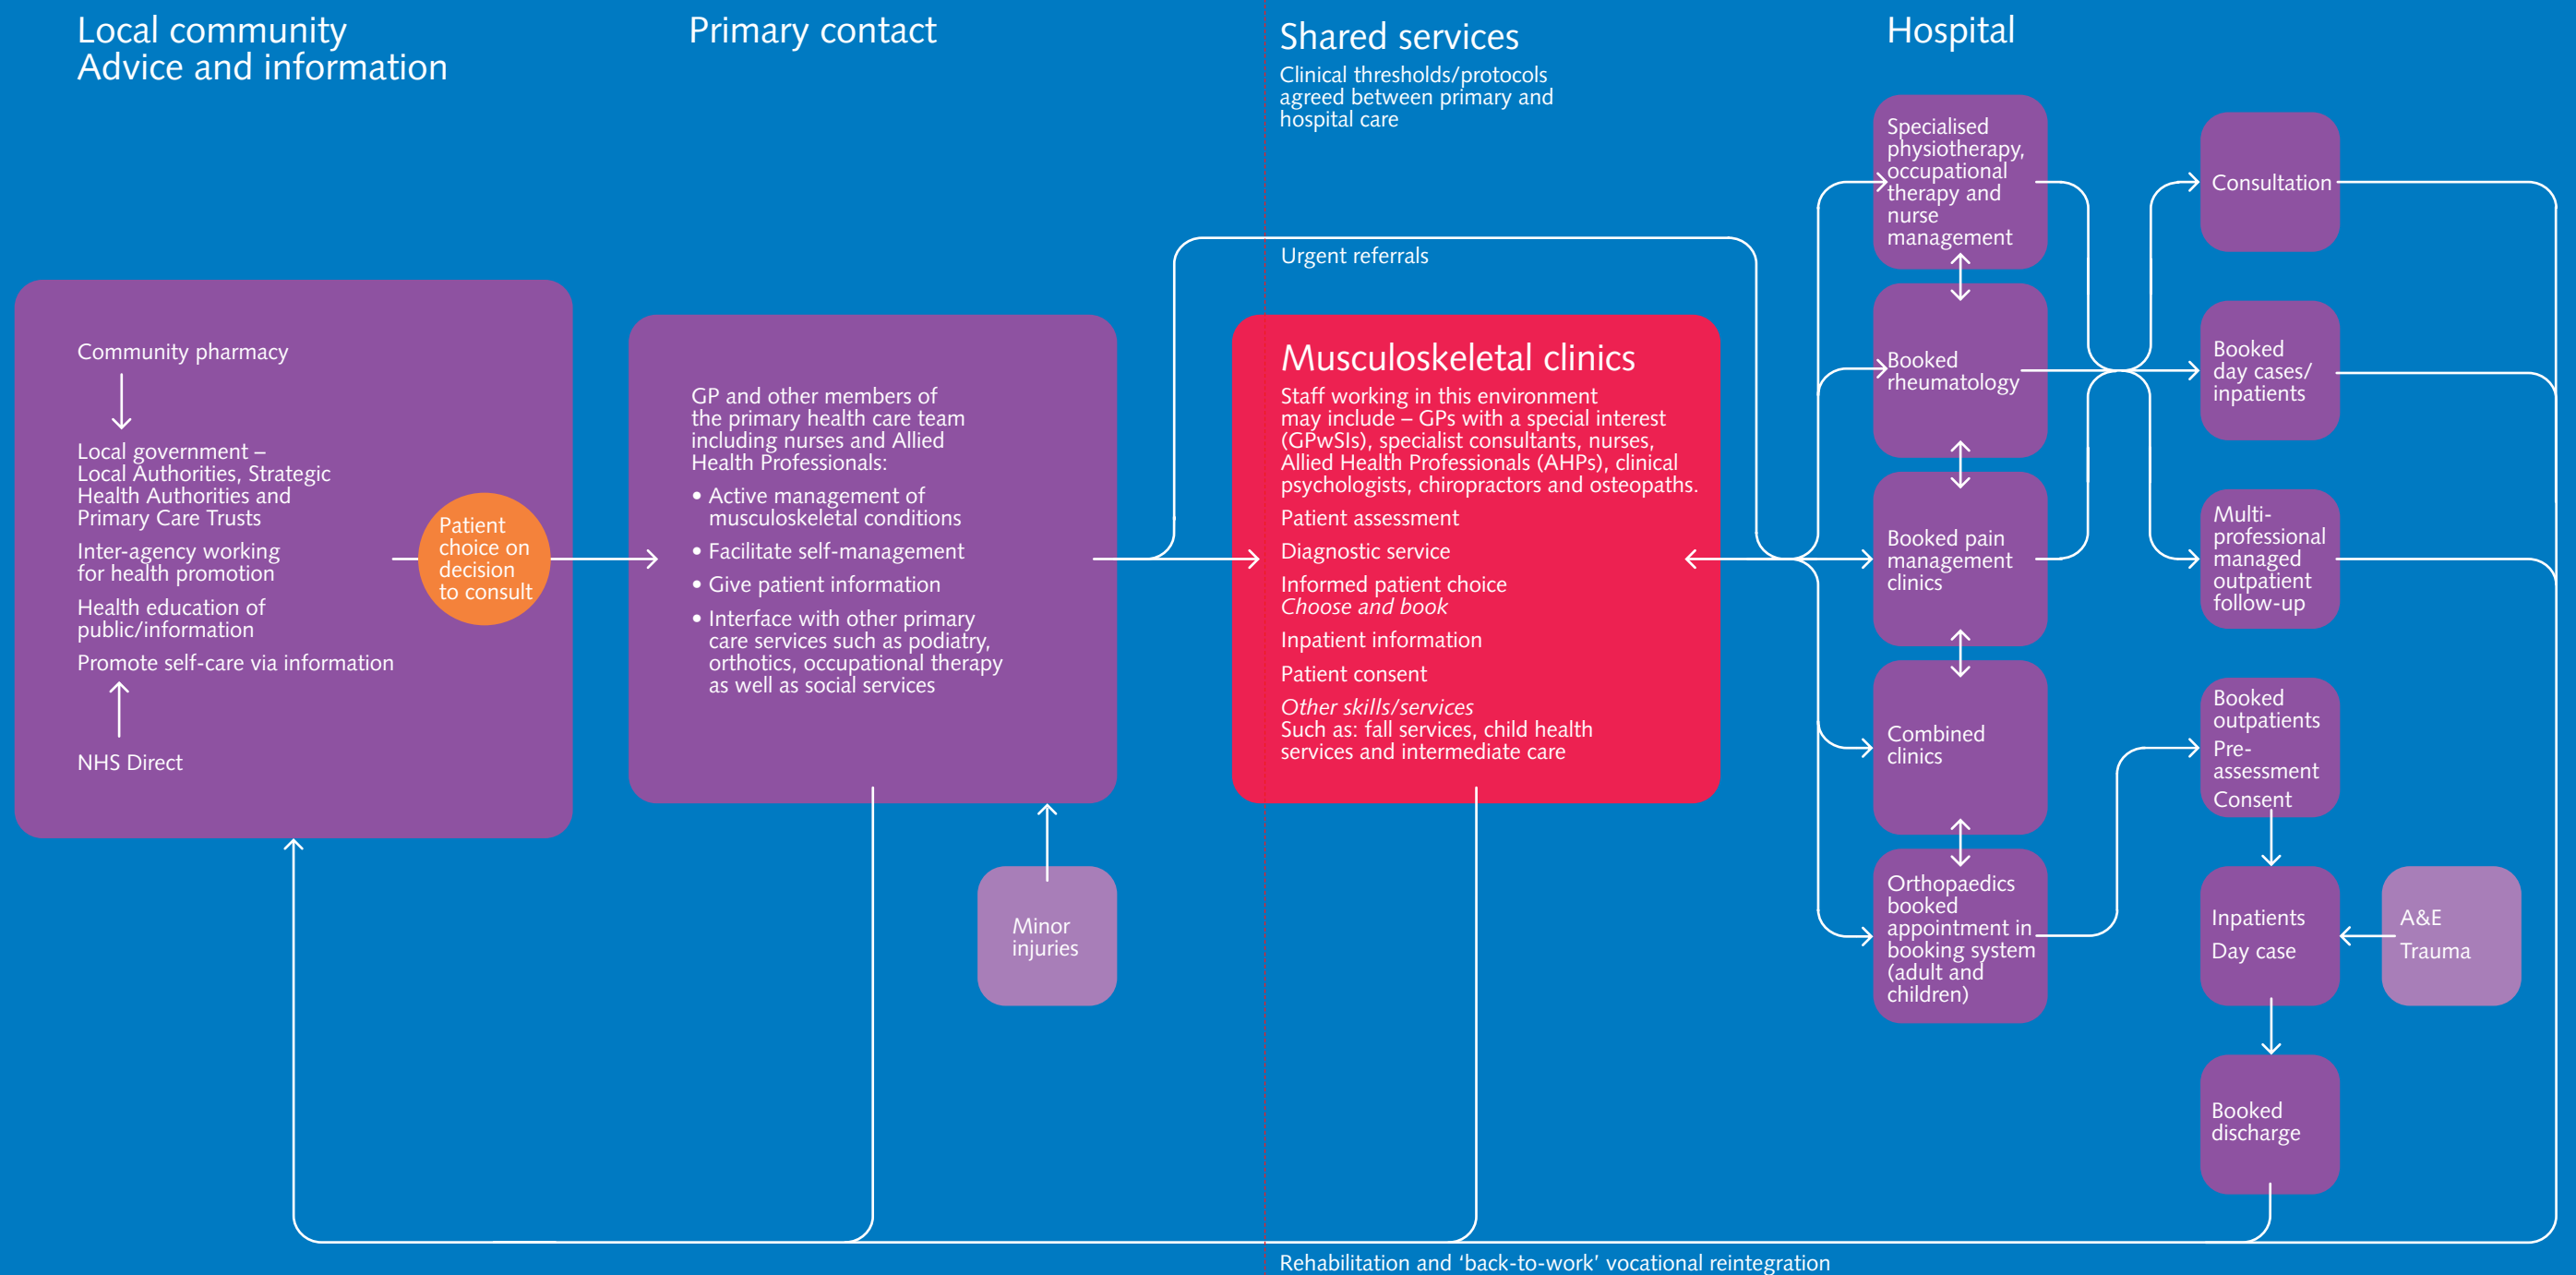 Local community
Advice and information
Primary contact
Shared services
Clinical thresholds/protocols
agreed between primary and
hospital care
Hospital
Community pharmacy
Local government –
Local Authorities, Strategic
Health Authorities and
Primary Care Trusts
Inter-agency working
for health promotion
Health education of
public/information
Promote self-care via information
NHS Direct
Patient
choice on
decision
to consult
GP and other members of
the primary health care team
including nurses and Allied
Health Professionals:
• Active management of
musculoskeletal conditions
• Facilitate self-management
• Give patient information
• Interface with other primary
care services such as podiatry,
orthotics, occupational therapy
as well as social services
Minor
injuries
Urgent referrals
Musculoskeletal clinics
Staff working in this environment
may include – GPs with a special interest
(GPwSIs), specialist consultants, nurses,
Allied Health Professionals (AHPs), clinical
psychologists, chiropractors and osteopaths.
Patient assessment
Diagnostic service
Informed patient choice
Choose and book
Inpatient information
Patient consent
Other skills/services
Such as: fall services, child health
services and intermediate care
Specialised
physiotherapy,
occupational
therapy and
nurse
management
Booked
rheumatology
Booked pain
management
clinics
Combined
clinics
Orthopaedics
booked
appointment in
booking system
(adult and
children)
Consultation
Booked
day cases/
inpatients
Multi-
professional
managed
outpatient
follow-up
Booked
outpatients
Pre-
assessment
Consent
Inpatients
Day case
A&E
Trauma
Booked
discharge
Rehabilitation and ‘back-to-work’ vocational reintegration